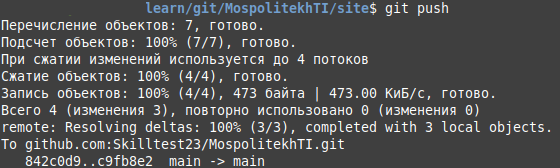 learn/git/MospolitekhTI/site$ git push
Перечисление объектов: 7, готово.
Подсчет объектов: 100% (7/7), готово.
При сжатии изменений используется до 4 потоков
Сжатие объектов: 100% (4/4), готово.
Запись объектов: 100% (4/4), 473 байта | 473.00 КиБ/с, готово.
Всего 4 (изменения 3), повторно использовано 0 (изменений 0)
remote: Resolving deltas: 100% (3/3), completed with 3 local objects.
To github.com:Skilltest23/MospolitekhTI.git
   842c0d9..c9fb8e2  main -> main